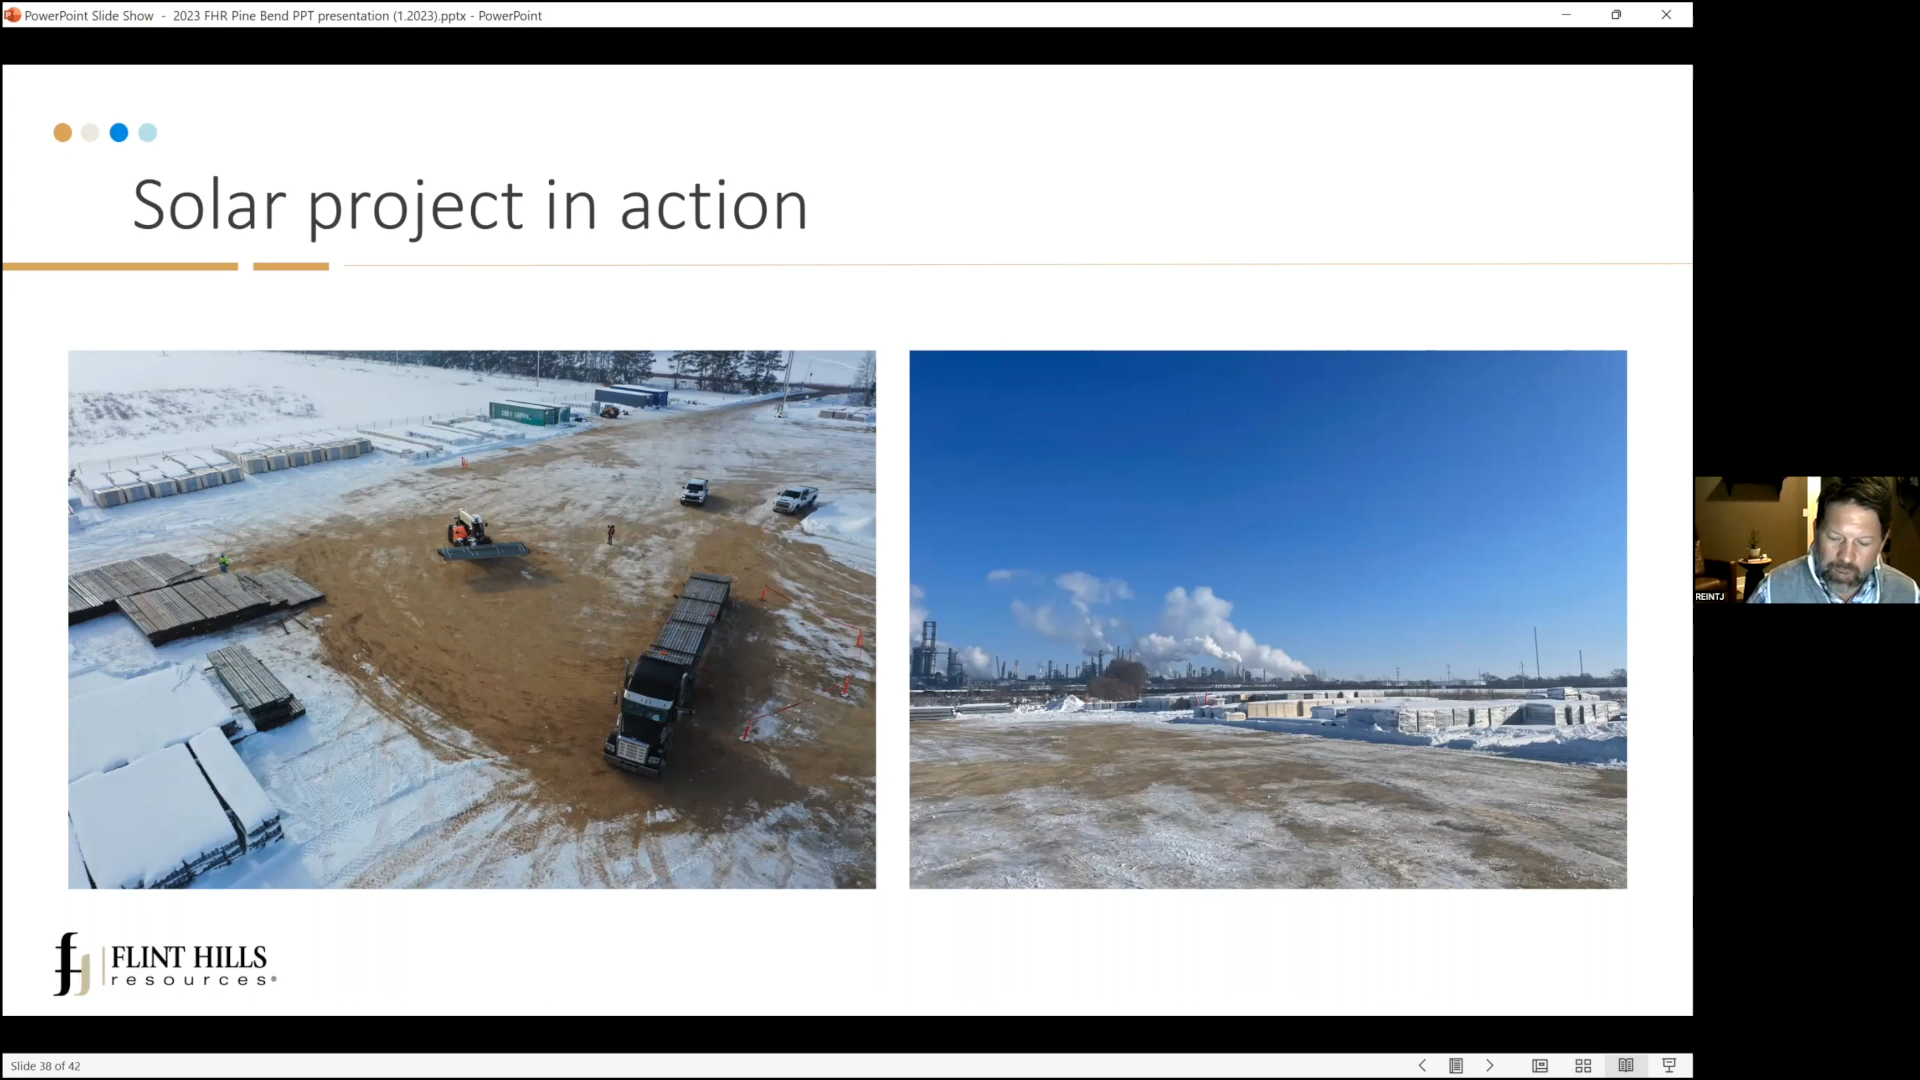 PowerPoint Slide Show - 2023 FHR Pine Bend PPT presentation (1.2023).pptx - PowerPoint
Solar project in action
REINTJ
FLINT HILLS
resources®
Slide 38 of 42